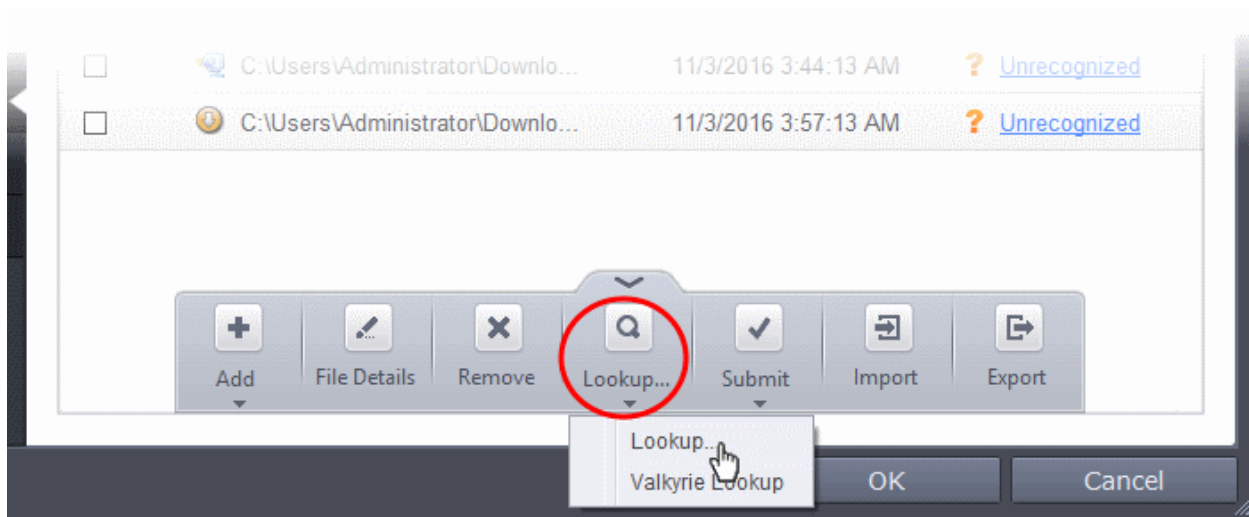 C:\Users\Administrator\Downlo... 11/3/2016 3:44:13 AM ? Unrecognized
C:\Users\Administrator\Downlo... 11/3/2016 3:57:13 AM ? Unrecognized
Add File Details Remove Lookup... Submit Import Export
Lookup...
Valkyrie Lookup
OK Cancel